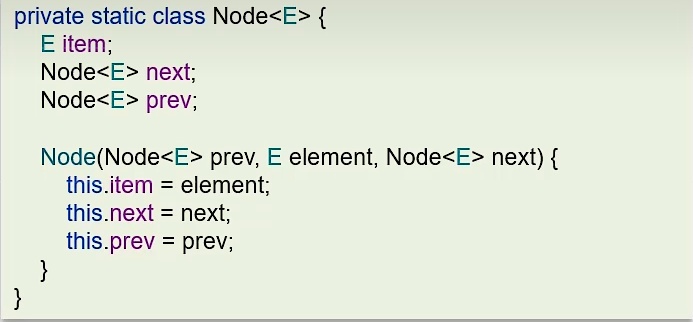 private static class Node<E> {
E item;
Node<E> next;
Node<E> prev;
Node(Node<E> prev, E element, Node<E> next) {
this.item = element;
this.next = next;
this.prev = prev;
}
}